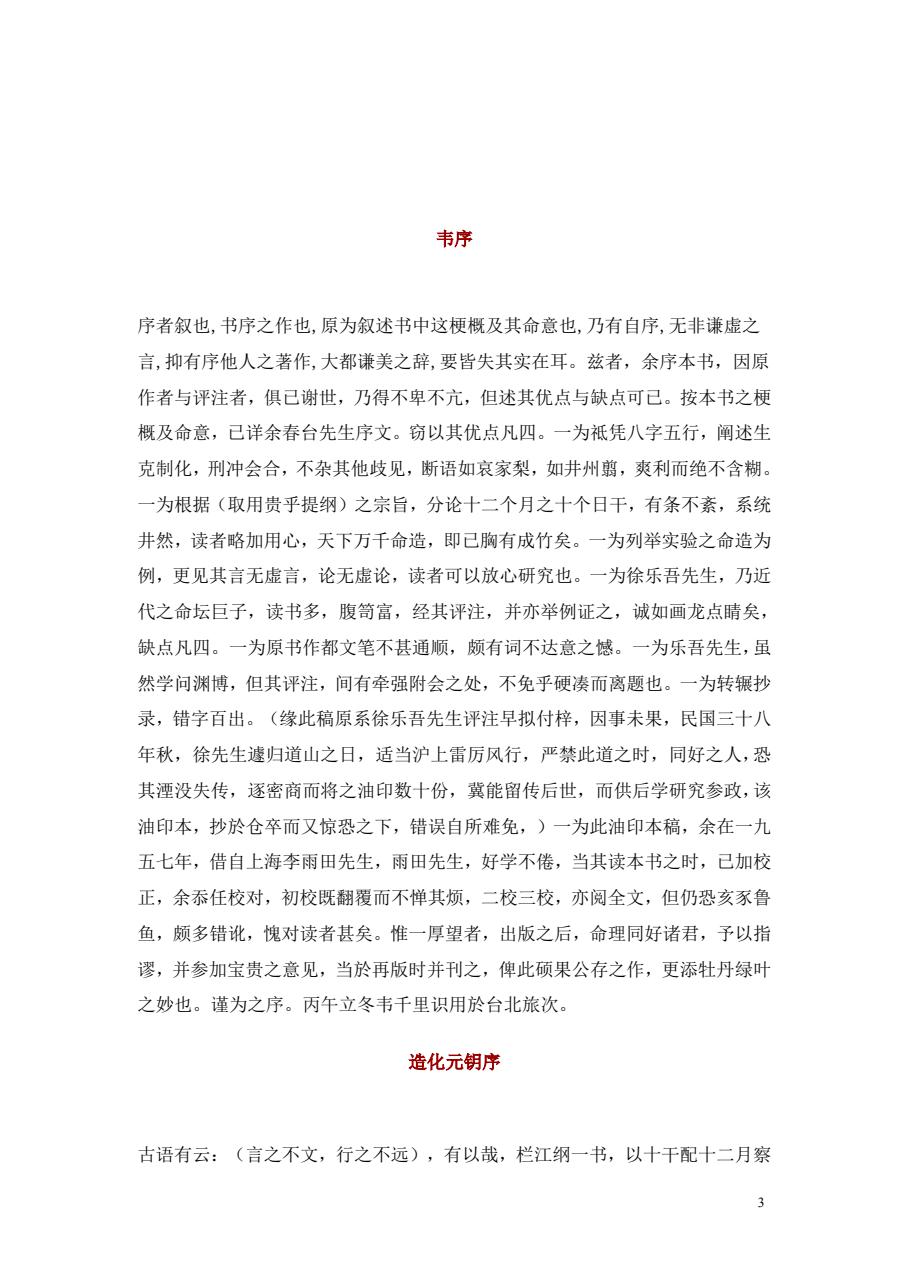 韦序
序者叙也,书序之作也,原为叙述书中这梗概及其命意也,乃有自序,无非谦虚之
言,抑有序他人之著作,大都谦美之辞,要皆失其实在耳。兹者，余序本书，因原
作者与评注者，俱已谢世，乃得不卑不亢，但述其优点与缺点可已。按本书之梗
概及命意，已详余春台先生序文。窃以其优点凡四。一为祗凭八字五行，阐述生
克制化，刑冲会合，不杂其他歧见，断语如哀家梨，如井州翦，爽利而绝不含糊。
一为根据（取用贵乎提纲）之宗旨，分论十二个月之十个日干，有条不紊，系统
井然，读者略加用心，天下万千命造，即已胸有成竹矣。一为列举实验之命造为
例，更见其言无虚言，论无虚论，读者可以放心研究也。一为徐乐吾先生，乃近
代之命坛巨子，读书多，腹笥富，经其评注，并亦举例证之，诚如画龙点睛矣，
缺点凡四。一为原书作都文笔不甚通顺，颇有词不达意之憾。一为乐吾先生，虽
然学问渊博，但其评注，间有牵强附会之处，不免乎硬凑而离题也。一为转辗抄
录，错字百出。（缘此稿原系徐乐吾先生评注早拟付梓，因事未果，民国三十八
年秋，徐先生遽归道山之日，适当沪上雷厉风行，严禁此道之时，同好之人，恐
其湮没失传，逐密商而将之油印数十份，冀能留传后世，而供后学研究参政，该
油印本，抄於仓卒而又惊恐之下，错误自所难免，）一为此油印本稿，余在一九
五七年，借自上海李雨田先生，雨田先生，好学不倦，当其读本书之时，已加校
正，余忝任校对，初校既翻覆而不惮其烦，二校三校，亦阅全文，但仍恐亥豕鲁
鱼，颇多错讹，愧对读者甚矣。惟一厚望者，出版之后，命理同好诸君，予以指
谬，并参加宝贵之意见，当於再版时并刊之，俾此硕果公存之作，更添牡丹绿叶
之妙也。谨为之序。丙午立冬韦千里识用於台北旅次。
造化元钥序
古语有云：（言之不文，行之不远），有以哉，栏江纲一书，以十干配十二月察
3